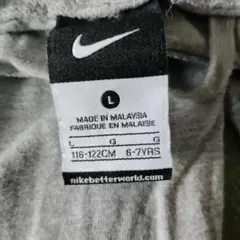 L
MADE IN MALAYSIA
FABRIQUE EN MALAISIE
L G G
116-122CM 6-7YRS
nikebetterworld.com